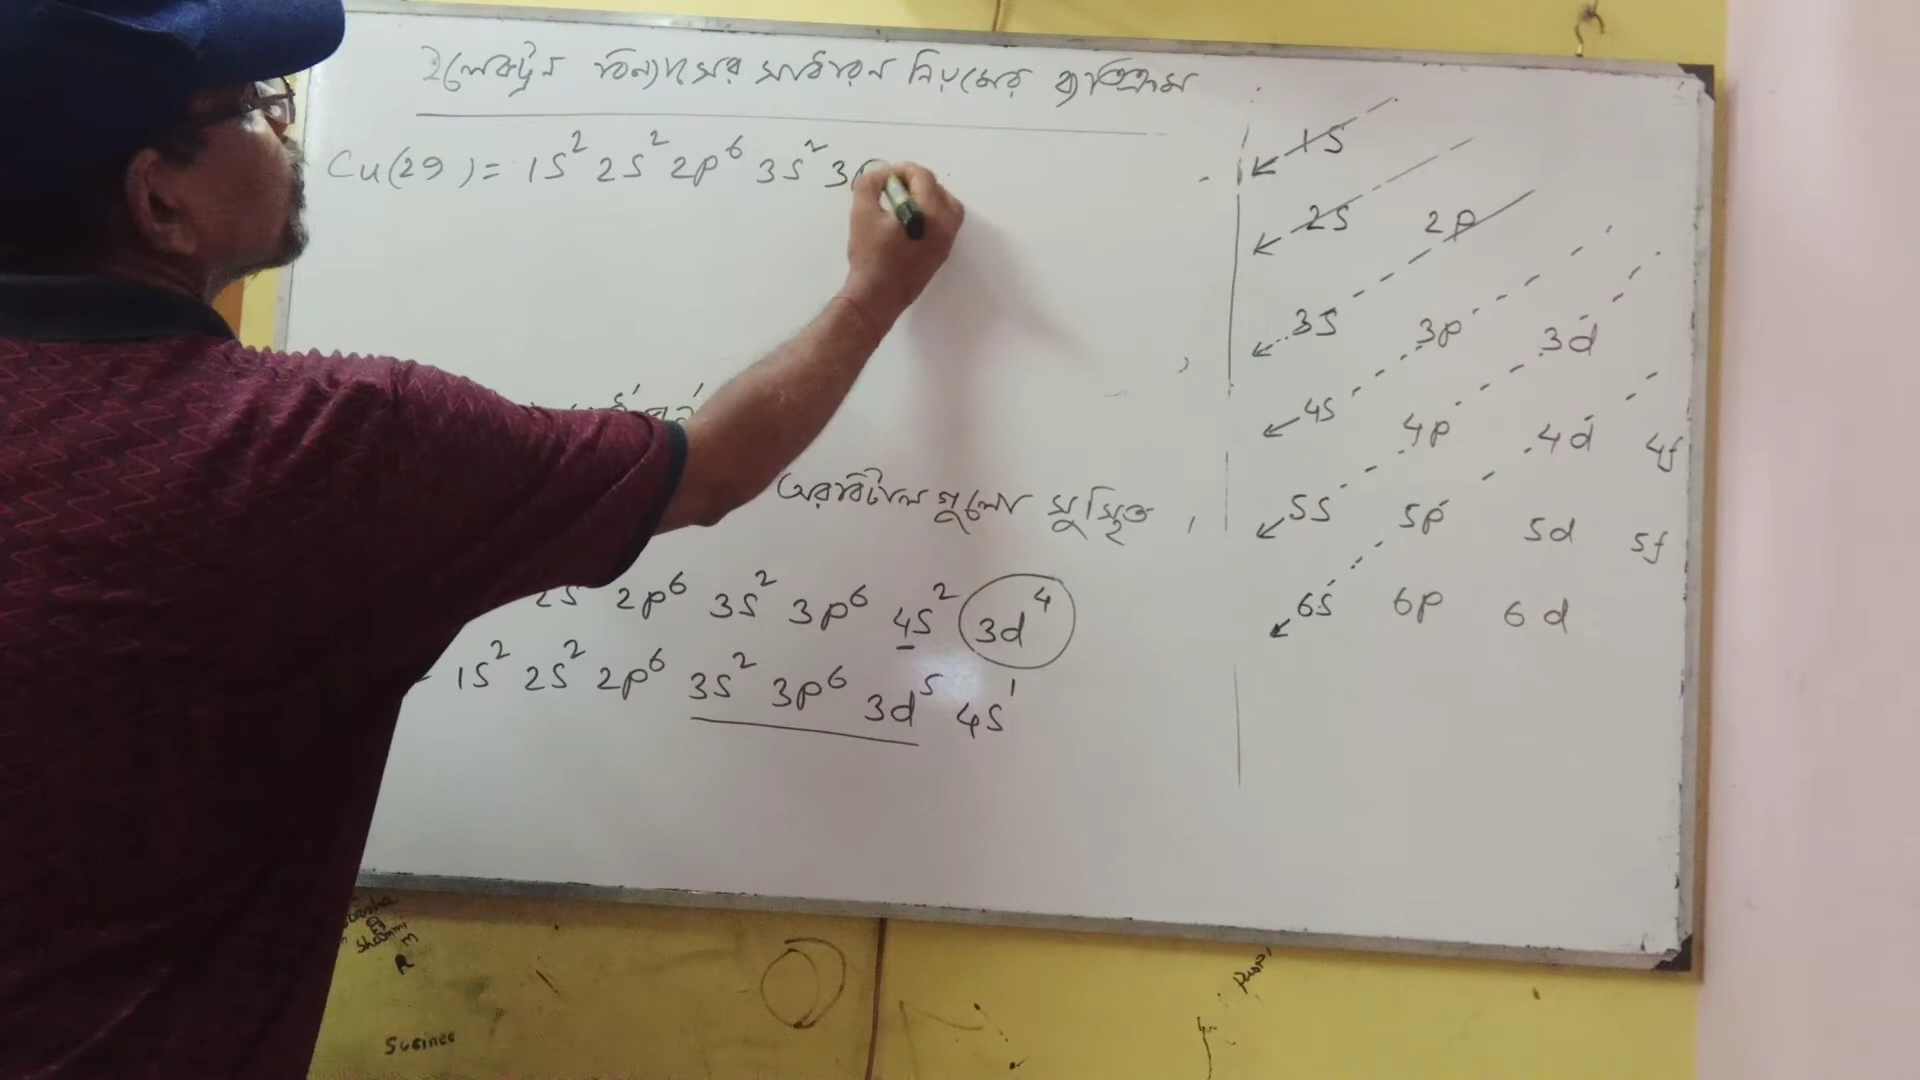 ইলেকট্রন বিন্যাসের সাধারন নিয়মের ব্যতিক্রম
Cu(29) = 1S² 2S² 2p⁶ 3S² 3
অরবিটাল গুলো সুস্থিত ,
2S 2p⁶ 3S² 3p⁶ 4S² 3d⁴
1S² 2S² 2p⁶ 3S² 3p⁶ 3d⁵ 4S¹
1S
2S 2p
3S 3p 3d
4S 4p 4d 4f
5S 5p 5d 5f
6S 6p 6d